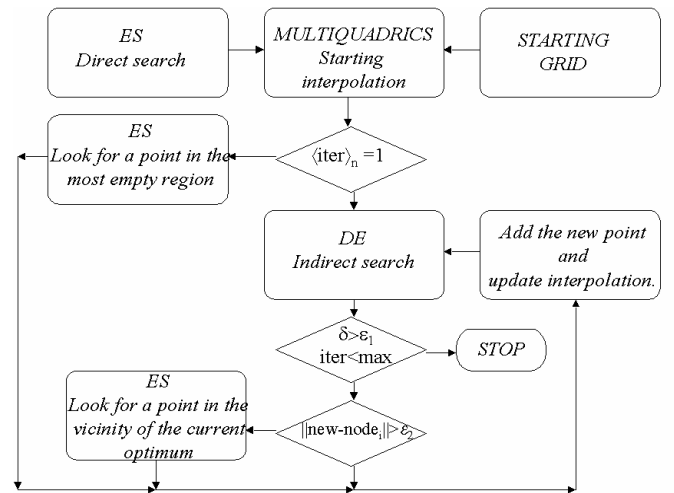 ES
Direct search
MULTIQUADRICS
Starting
interpolation
STARTING
GRID
ES
Look for a point in the
most empty region
⟨iter⟩n =1
DE
Indirect search
Add the new point
and
update interpolation.
δ>ε1
iter<max
STOP
ES
Look for a point in the
vicinity of the current
optimum
||new-nodei||>ε2